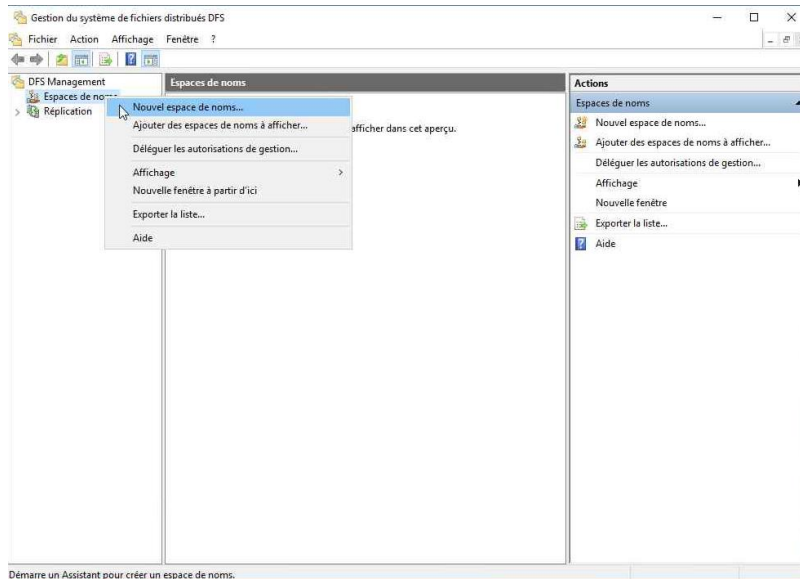 Gestion du système de fichiers distribués DFS
Fichier Action Affichage Fenêtre ?
DFS Management
Espaces de
Réplication
Espaces de noms
afficher dans cet aperçu.
Nouvel espace de noms...
Ajouter des espaces de noms à afficher...
Déléguer les autorisations de gestion...
Affichage
Nouvelle fenêtre à partir d'ici
Exporter la liste...
Aide
Actions
Espaces de noms
Nouvel espace de noms...
Ajouter des espaces de noms à afficher...
Déléguer les autorisations de gestion...
Affichage
Nouvelle fenêtre
Exporter la liste...
Aide
Démarre un Assistant pour créer un espace de noms.